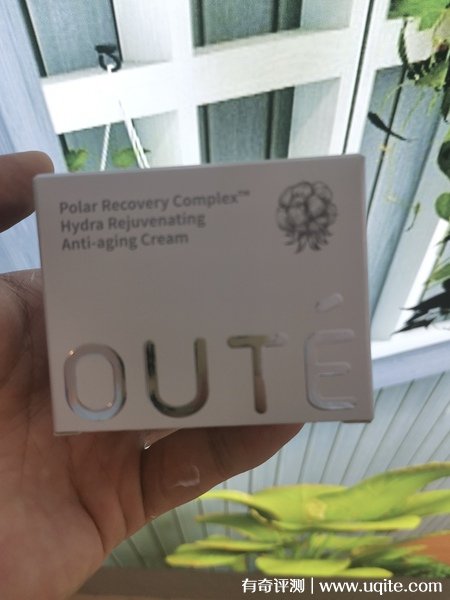 Polar Recovery Complex™
Hydra Rejuvenating
Anti-aging Cream
OUTÉ
有奇评测 | www.uqite.com